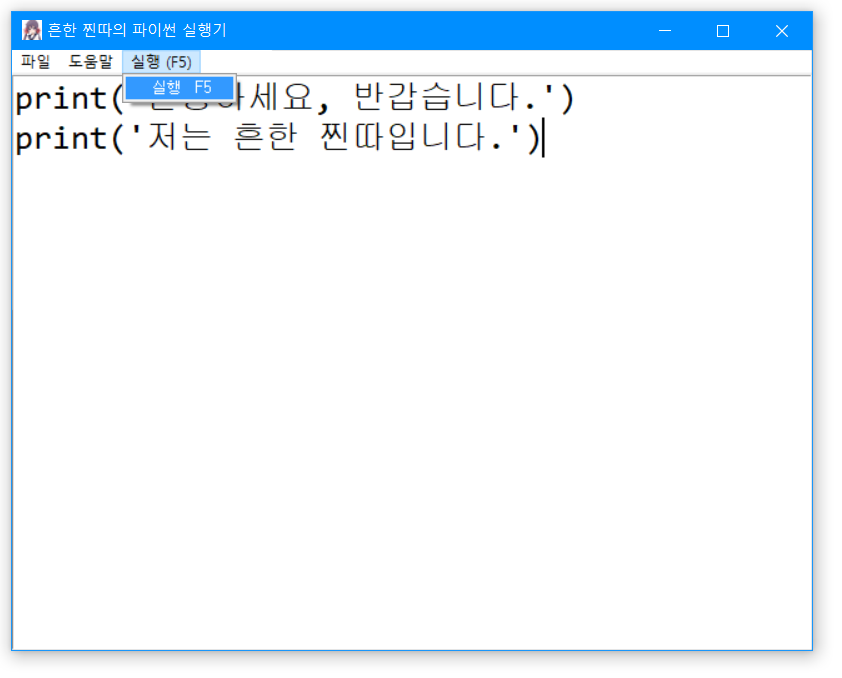 흔한 찐따의 파이썬 실행기
파일 도움말 실행 (F5)
실행 F5
print( 하세요, 반갑습니다.')
print('저는 흔한 찐따입니다.')